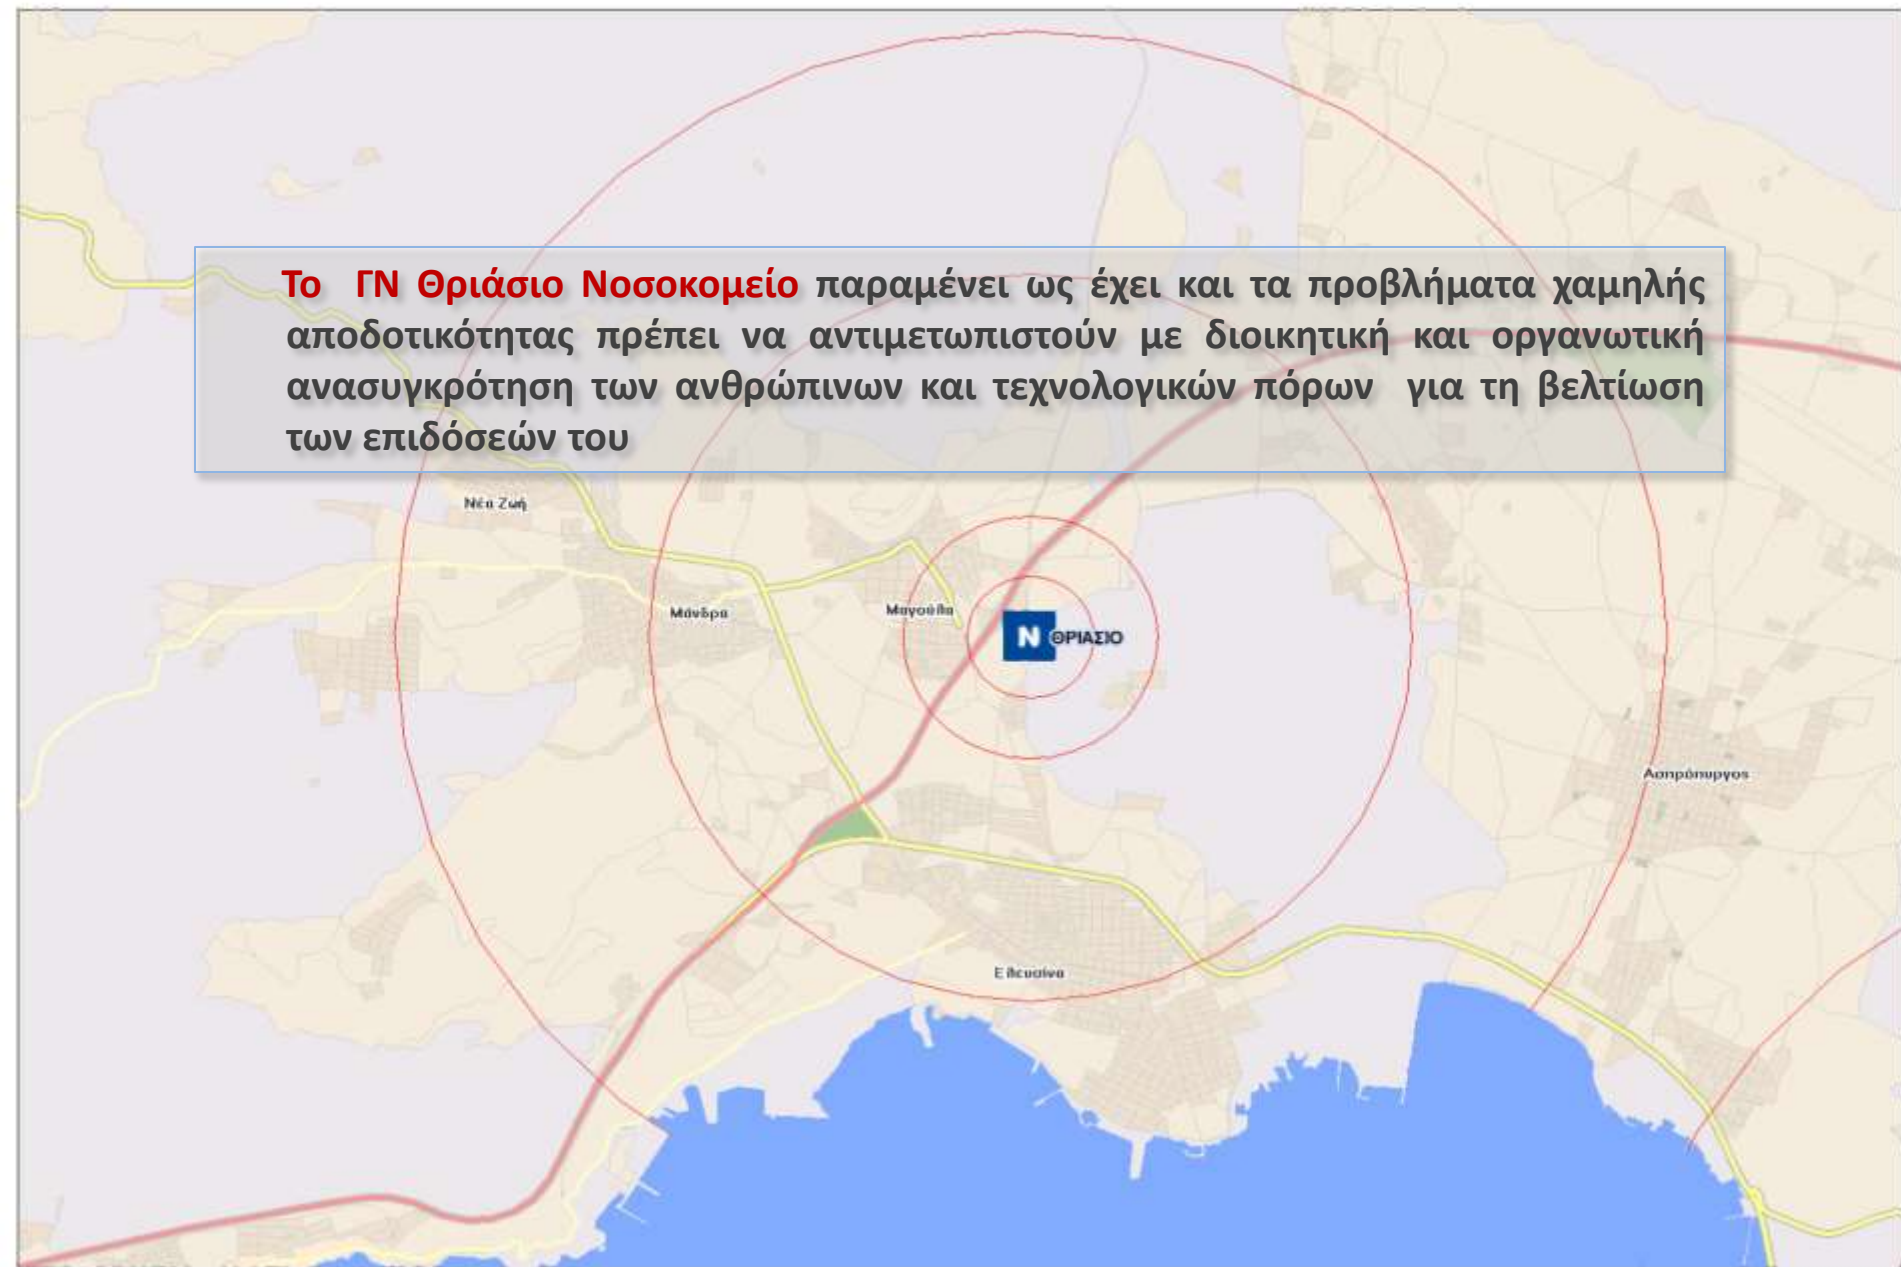 Το ΓΝ Θριάσιο Νοσοκομείο παραμένει ως έχει και τα προβλήματα χαμηλής
αποδοτικότητας πρέπει να αντιμετωπιστούν με διοικητική και οργανωτική
ανασυγκρότηση των ανθρώπινων και τεχνολογικών πόρων για τη βελτίωση
των επιδόσεών του
Νέα Ζωή
Μάνδρα
Μαγούλα
N ΘΡΙΑΣΙΟ
Ασπρόπυργος
Ελευσίνα